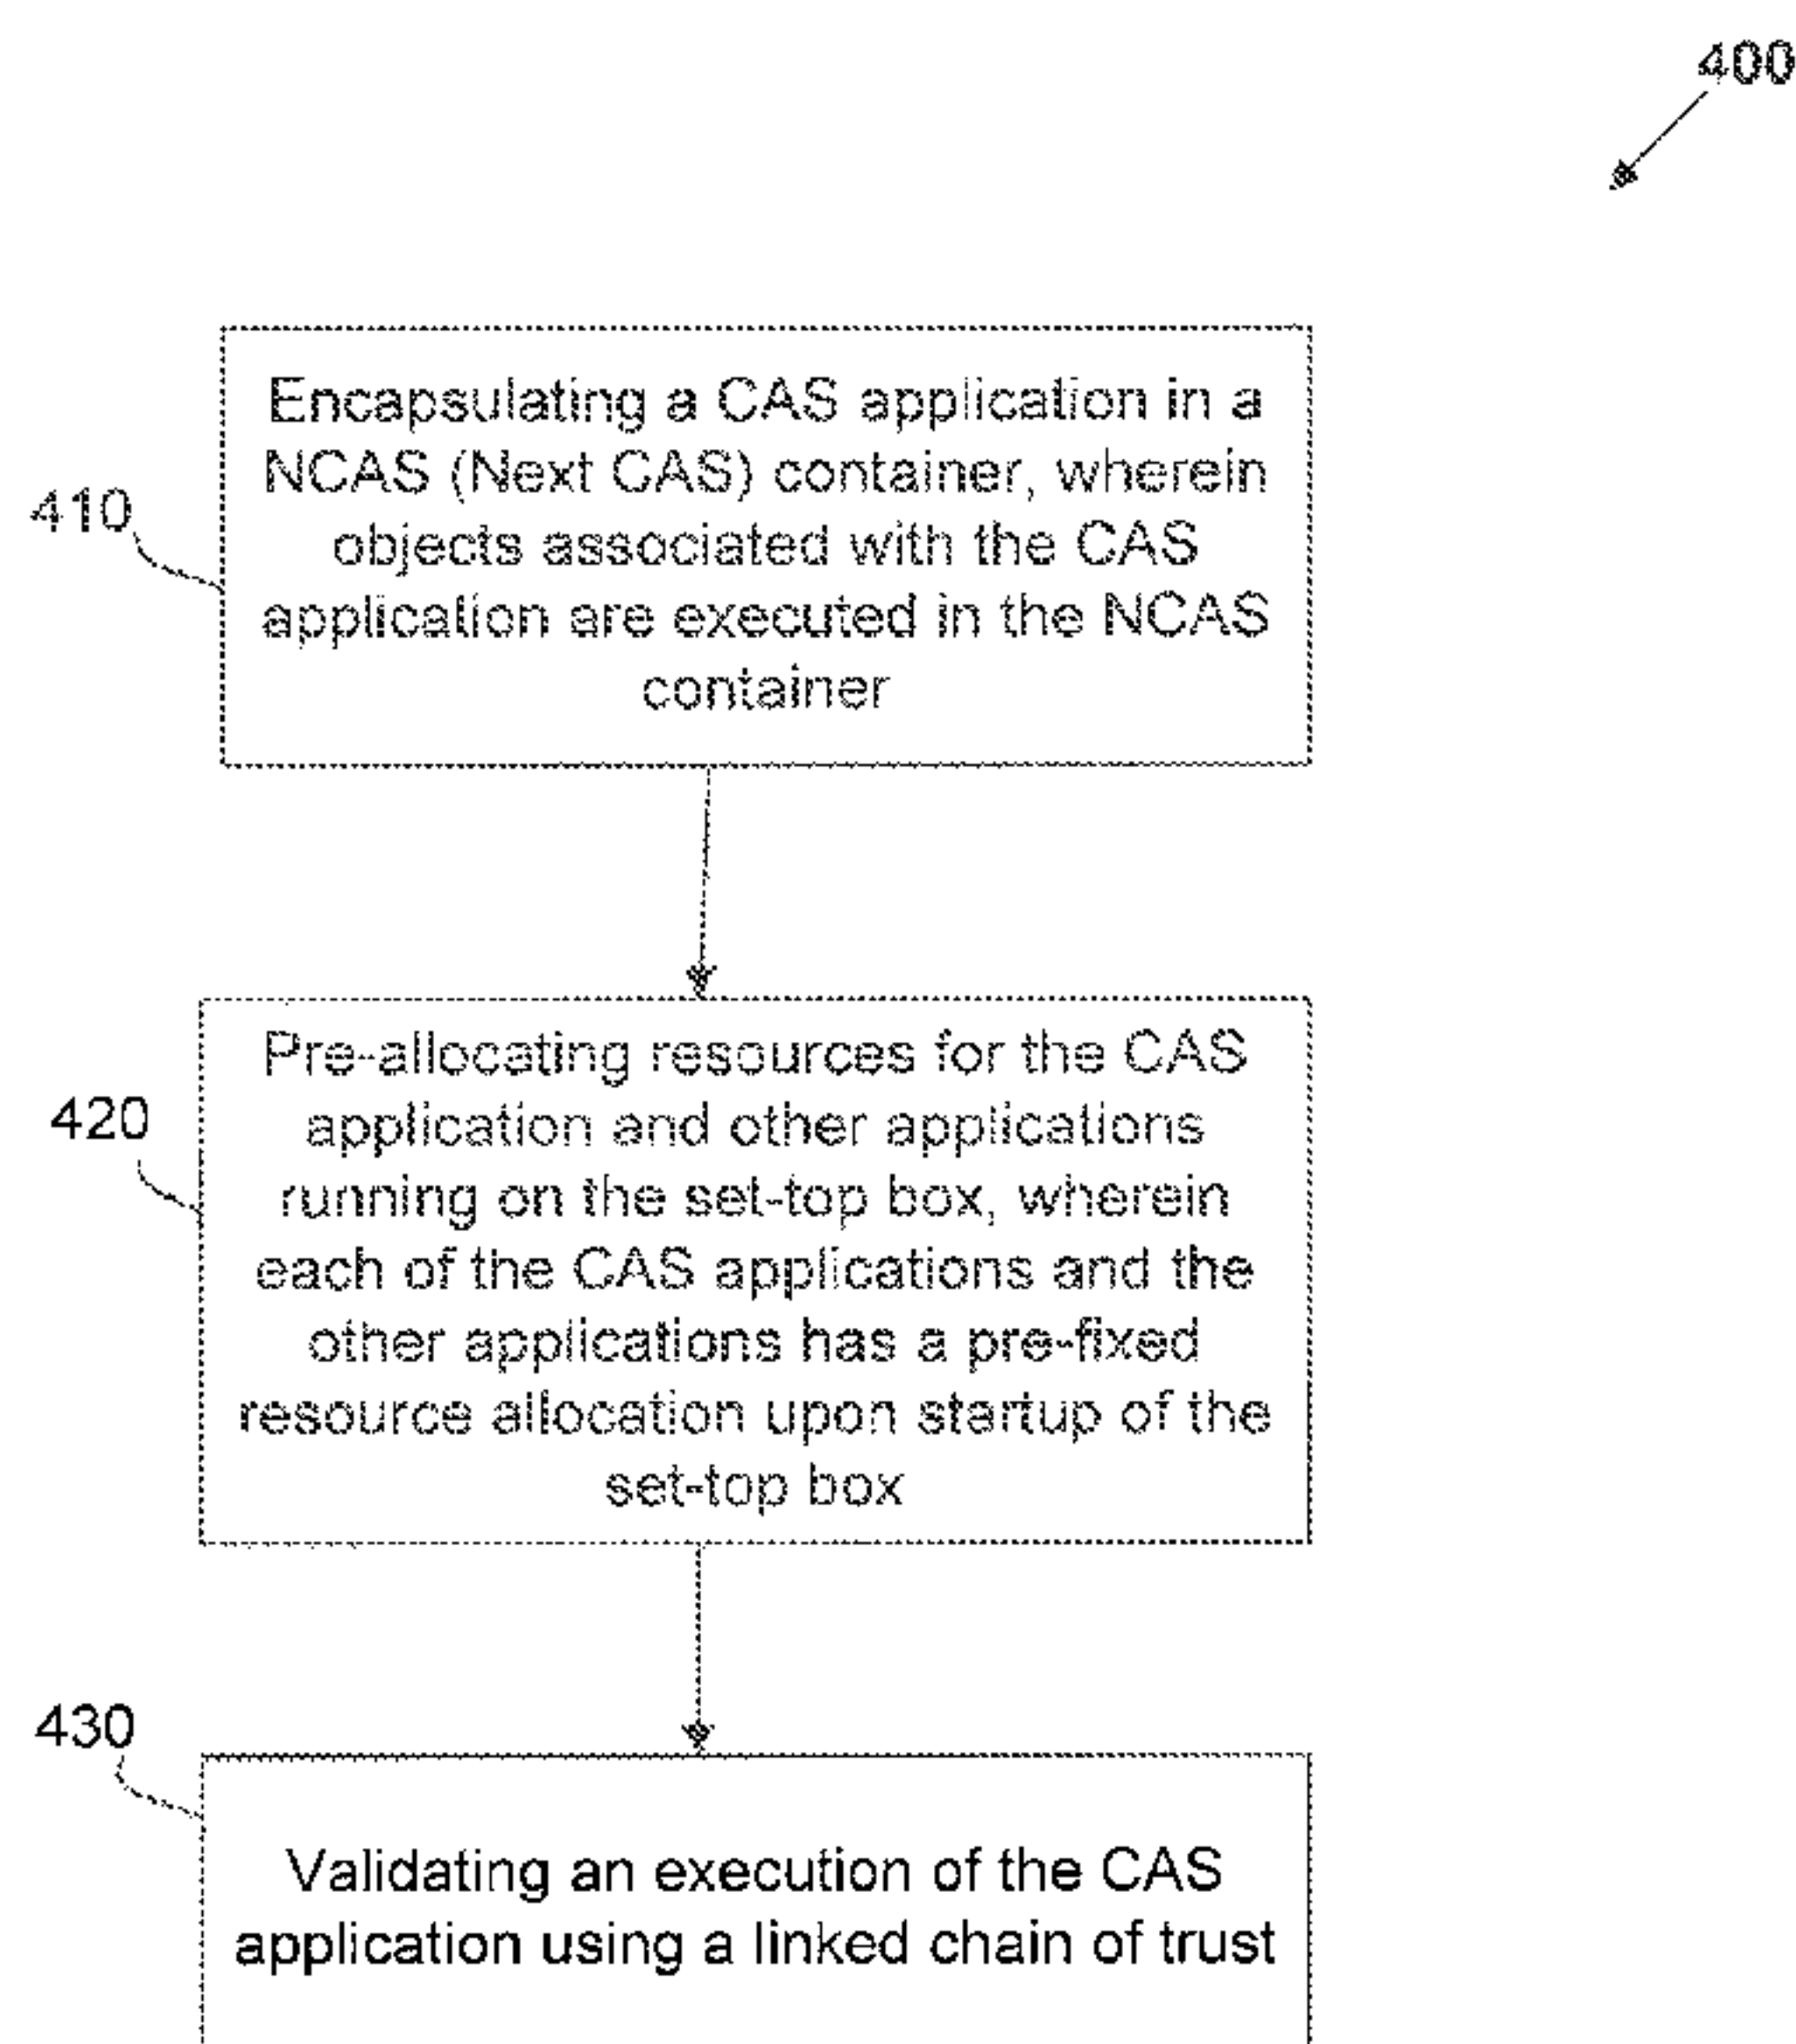 400
410
Encapsulating a CAS application in a
NCAS (Next CAS) container, wherein
objects associated with the CAS
application are executed in the NCAS
container
420
Pre-allocating resources for the CAS
application and other applications
running on the set-top box, wherein
each of the CAS applications and the
other applications has a pre-fixed
resource allocation upon startup of the
set-top box
430
Validating an execution of the CAS
application using a linked chain of trust